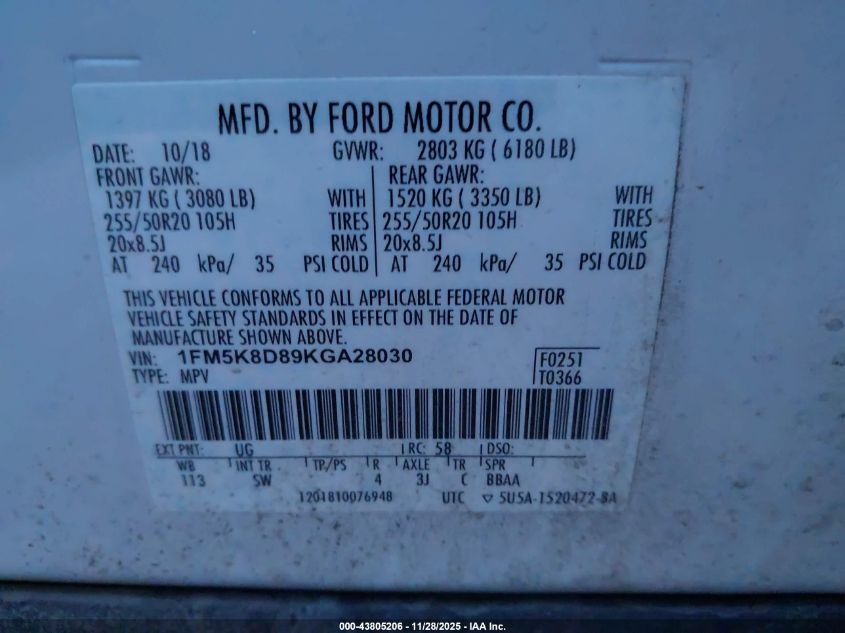 MFD. BY FORD MOTOR CO.
DATE: 10/18 GVWR: 2803 KG ( 6180 LB)
FRONT GAWR: REAR GAWR:
1397 KG ( 3080 LB) WITH 1520 KG ( 3350 LB) WITH
255/50R20 105H TIRES 255/50R20 105H TIRES
20x8.5J RIMS 20x8.5J RIMS
AT 240 kPa/ 35 PSI COLD AT 240 kPa/ 35 PSI COLD
THIS VEHICLE CONFORMS TO ALL APPLICABLE FEDERAL MOTOR
VEHICLE SAFETY STANDARDS IN EFFECT ON THE DATE OF
MANUFACTURE SHOWN ABOVE.
VIN: 1FM5K8D89KGA28030 F0251
TYPE: MPV T0366
EXT PNT: UG RC: 58 DSO:
WB INT TR TP/PS R AXLE TR SPR
113 SW 4 3J C BBAA
1201810076948 UTC ▽ 5U5A-1520472-BA
000-43805206 - 11/28/2025 - IAA Inc.